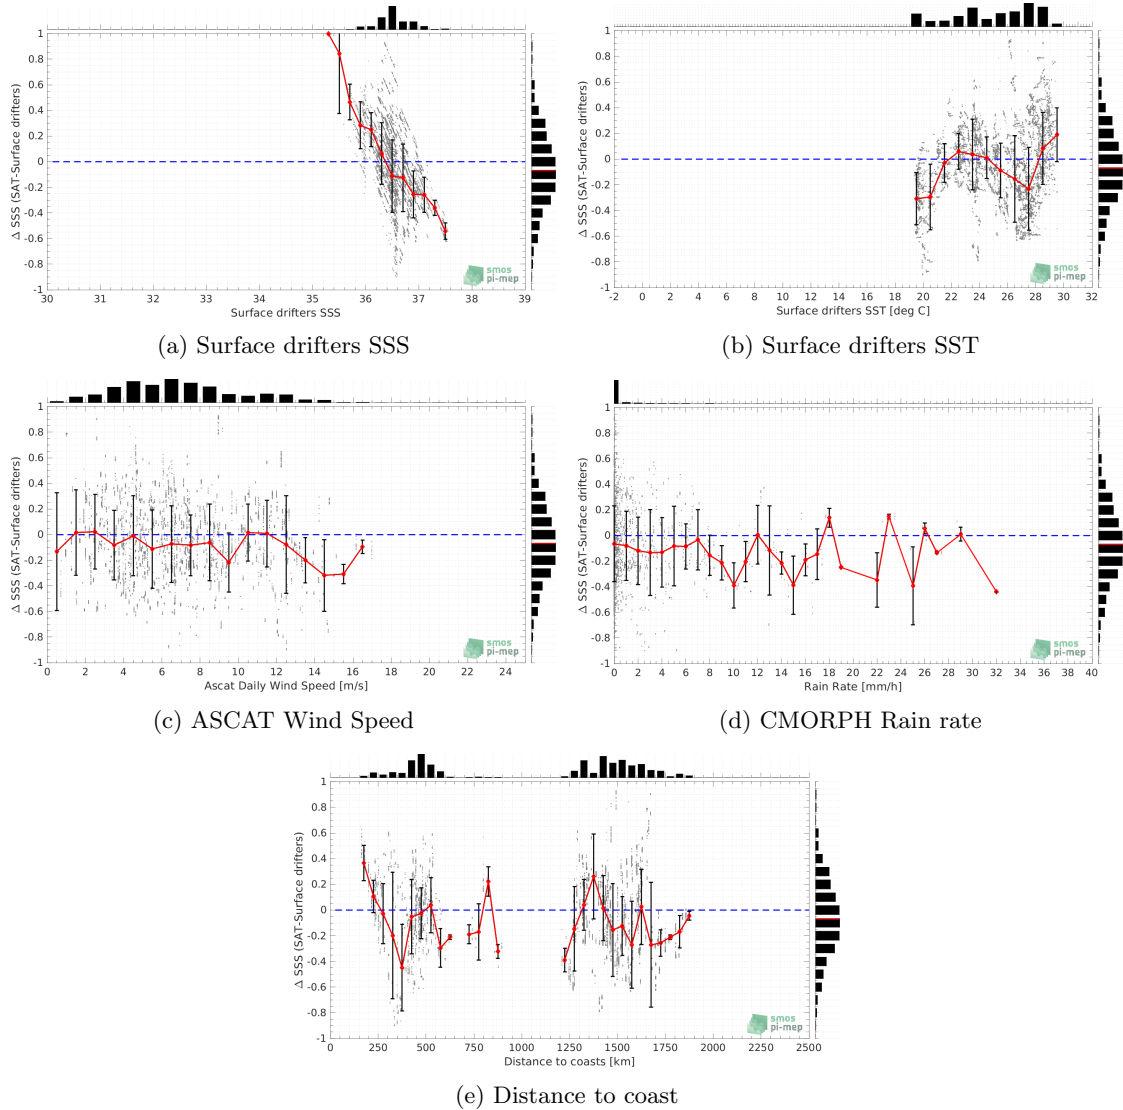 1
0.8
0.6
0.4
0.2
0
-0.2
-0.4
-0.6
-0.8
-1
Δ SSS (SAT-Surface drifters)
30 31 32 33 34 35 36 37 38 39
Surface drifters SSS
smos
pi-mep
(a) Surface drifters SSS
1
0.8
0.6
0.4
0.2
0
-0.2
-0.4
-0.6
-0.8
-1
Δ SSS (SAT-Surface drifters)
-2 0 2 4 6 8 10 12 14 16 18 20 22 24 26 28 30 32
Surface drifters SST [deg C]
smos
pi-mep
(b) Surface drifters SST
1
0.8
0.6
0.4
0.2
0
-0.2
-0.4
-0.6
-0.8
-1
Δ SSS (SAT-Surface drifters)
0 2 4 6 8 10 12 14 16 18 20 22 24
Ascat Daily Wind Speed [m/s]
smos
pi-mep
(c) ASCAT Wind Speed
1
0.8
0.6
0.4
0.2
0
-0.2
-0.4
-0.6
-0.8
-1
Δ SSS (SAT-Surface drifters)
0 2 4 6 8 10 12 14 16 18 20 22 24 26 28 30 32 34 36 38 40
Rain Rate [mm/h]
smos
pi-mep
(d) CMORPH Rain rate
1
0.8
0.6
0.4
0.2
0
-0.2
-0.4
-0.6
-0.8
-1
Δ SSS (SAT-Surface drifters)
0 250 500 750 1000 1250 1500 1750 2000 2250 2500
Distance to coasts [km]
smos
pi-mep
(e) Distance to coast